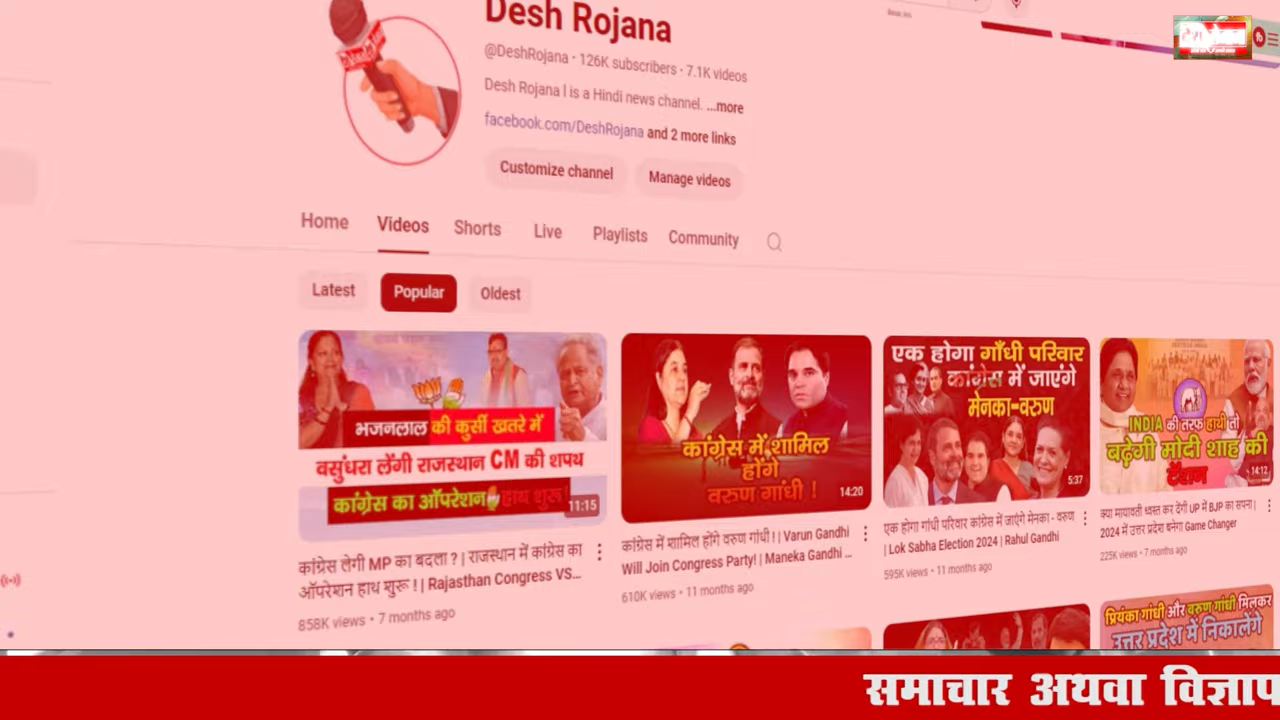 Desh Rojana
@DeshRojana · 126K subscribers · 7.1K videos
Desh Rojana l is a Hindi news channel. ...more
facebook.com/DeshRojana and 2 more links
Customize channel Manage videos
Home Videos Shorts Live Playlists Community
Latest Popular Oldest
भजनलाल की कुर्सी खतरे में
वसुंधरा लेंगी राजस्थान CM की शपथ
कांग्रेस का ऑपरेशन हाथ शुरू!
11:15
कांग्रेस लेगी MP का बदला ? | राजस्थान में कांग्रेस का
ऑपरेशन हाथ शुरू ! | Rajasthan Congress VS...
858K views · 7 months ago
कांग्रेस में शामिल
होंगे
वरुण गांधी !
14:20
कांग्रेस में शामिल होंगे वरुण गांधी ! | Varun Gandhi
Will Join Congress Party! | Maneka Gandhi ...
610K views · 11 months ago
एक होगा गाँधी परिवार
कांग्रेस में जाएंगे
मेनका-वरुण
5:37
एक होगा गांधी परिवार कांग्रेस में जाएंगे मेनका - वरुण
| Lok Sabha Election 2024 | Rahul Gandhi
595K views · 11 months ago
INDIA की तरफ हाथी तो
बढ़ेगी मोदी शाह की
टेंशन
14:12
क्या मायावती ध्वस्त कर देंगी UP में BJP का सपना |
2024 में उत्तर प्रदेश बनेगा Game Changer
225K views · 7 months ago
प्रियंका गांधी और वरुण गांधी मिलकर
उत्तर प्रदेश में निकालेंगे
समाचार अथवा विज्ञाप